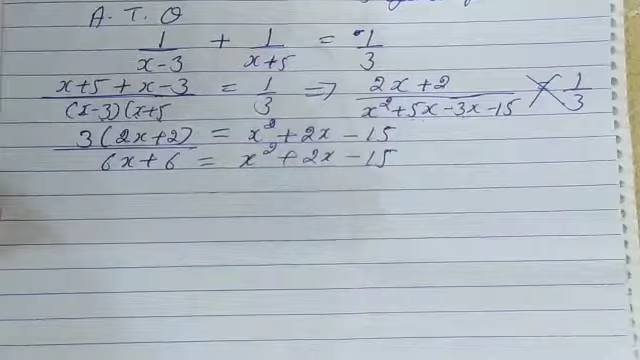 A. T. Q
1/(x-3) + 1/(x+5) = 1/3
(x+5+x-3)/((x-3)(x+5) = 1/3 => (2x+2)/(x²+5x-3x-15) = 1/3
3(2x+2) = x²+2x-15
6x+6 = x²+2x-15